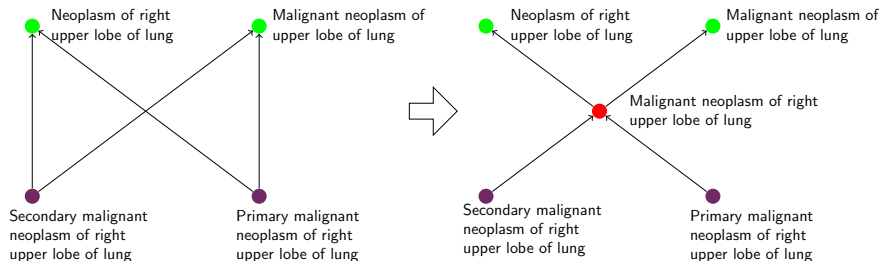 Neoplasm of right
upper lobe of lung
Malignant neoplasm of
upper lobe of lung
Secondary malignant
neoplasm of right
upper lobe of lung
Primary malignant
neoplasm of right
upper lobe of lung
Neoplasm of right
upper lobe of lung
Malignant neoplasm of
upper lobe of lung
Malignant neoplasm of right
upper lobe of lung
Secondary malignant
neoplasm of right
upper lobe of lung
Primary malignant
neoplasm of right
upper lobe of lung